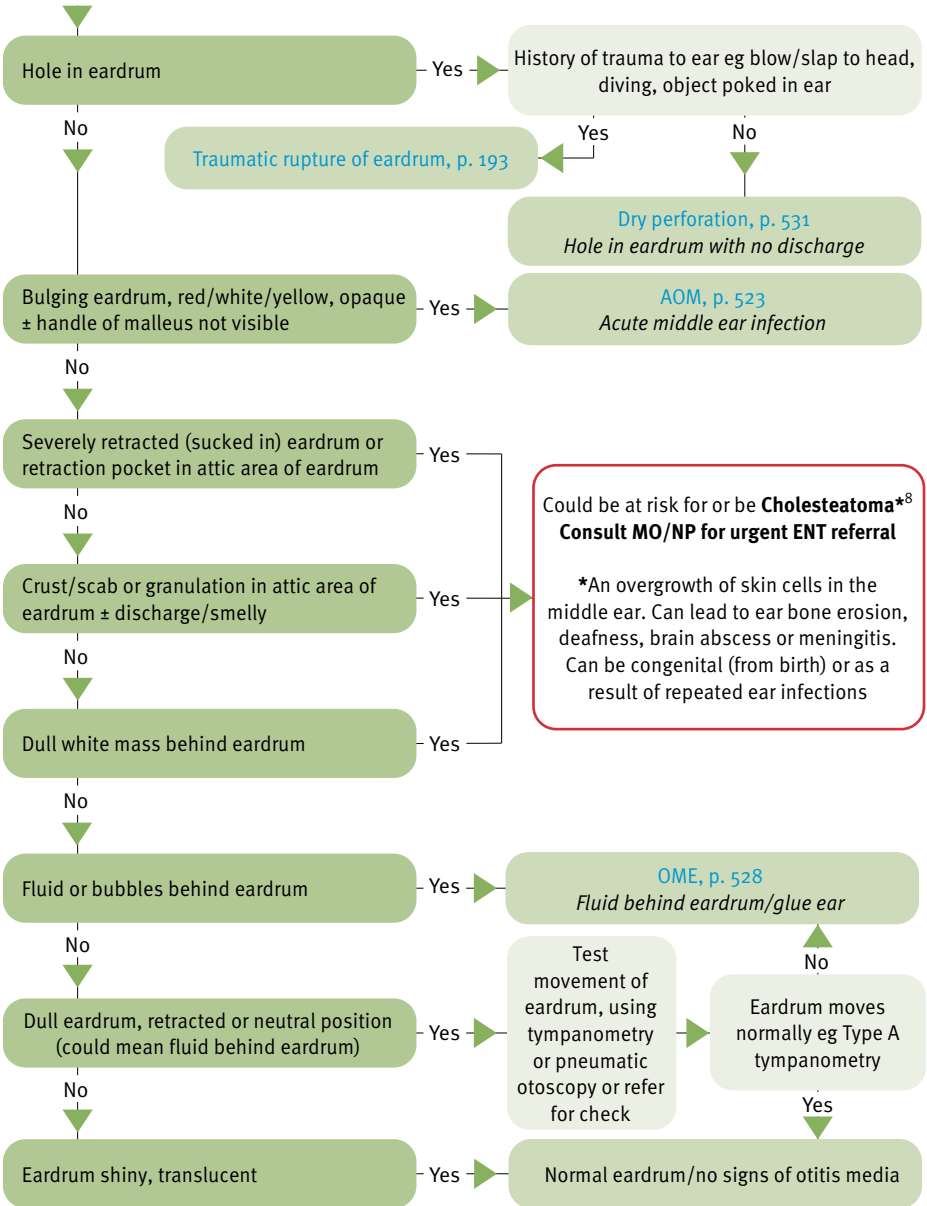 Hole in eardrum
Yes
History of trauma to ear eg blow/slap to head,
diving, object poked in ear
No
Yes
No
Traumatic rupture of eardrum, p. 193
Dry perforation, p. 531
Hole in eardrum with no discharge
Bulging eardrum, red/white/yellow, opaque
± handle of malleus not visible
Yes
AOM, p. 523
Acute middle ear infection
No
Severely retracted (sucked in) eardrum or
retraction pocket in attic area of eardrum
Yes
No
Crust/scab or granulation in attic area of
eardrum ± discharge/smelly
Yes
No
Dull white mass behind eardrum
Yes
Could be at risk for or be Cholesteatoma*8
Consult MO/NP for urgent ENT referral
*An overgrowth of skin cells in the
middle ear. Can lead to ear bone erosion,
deafness, brain abscess or meningitis.
Can be congenital (from birth) or as a
result of repeated ear infections
No
Fluid or bubbles behind eardrum
Yes
OME, p. 528
Fluid behind eardrum/glue ear
No
Dull eardrum, retracted or neutral position
(could mean fluid behind eardrum)
Yes
Test
movement of
eardrum, using
tympanometry
or pneumatic
otoscopy or refer
for check
No
Eardrum moves
normally eg Type A
tympanometry
Yes
No
Eardrum shiny, translucent
Yes
Normal eardrum/no signs of otitis media